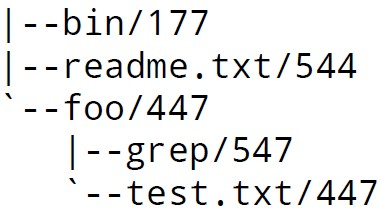 |--bin/177
|--readme.txt/544
`--foo/447
   |--grep/547
   `--test.txt/447